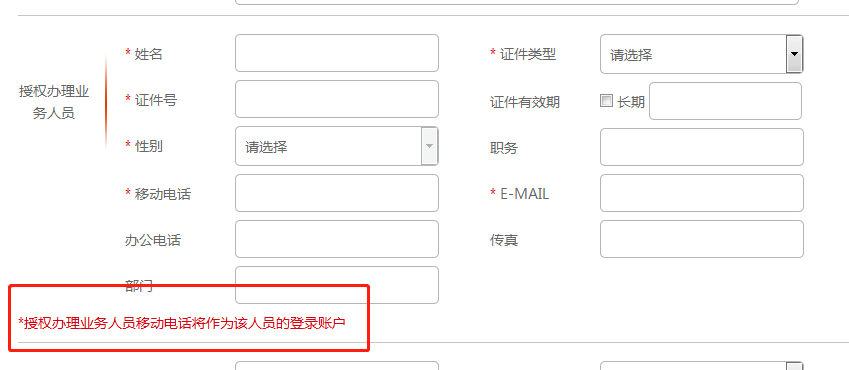 * 姓名
* 证件类型
请选择
授权办理业
务人员
* 证件号
证件有效期
长期
* 性别
请选择
职务
* 移动电话
* E-MAIL
办公电话
传真
部门
*授权办理业务人员移动电话将作为该人员的登录账户